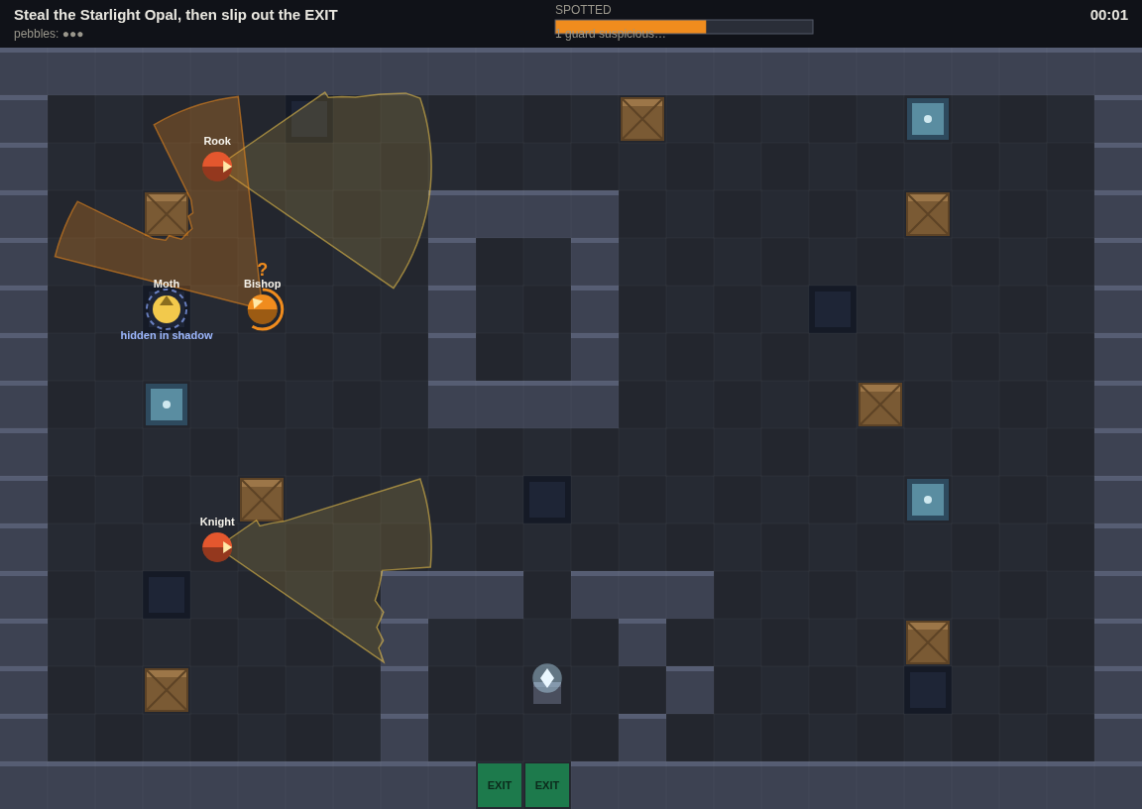 Steal the Starlight Opal, then slip out the EXIT
pebbles: ●●●
SPOTTED
1 guard suspicious…
00:01
Rook
?
Moth
Bishop
hidden in shadow
Knight
EXIT
EXIT